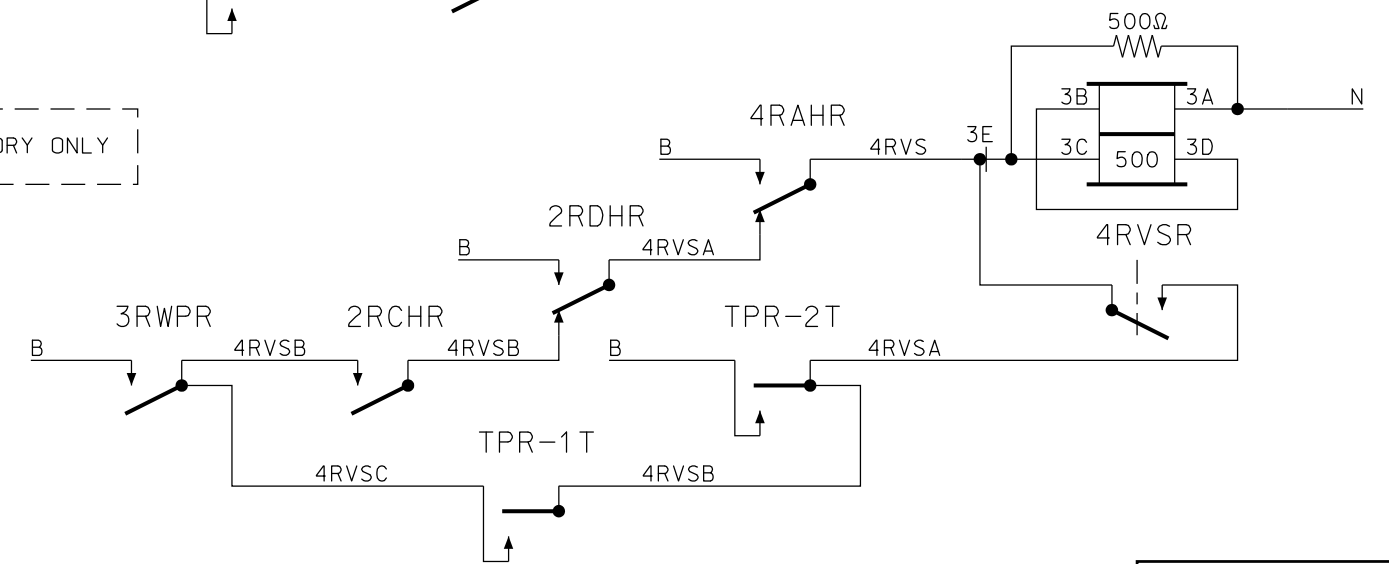 500Ω
3B 3A N
ORY ONLY
4RAHR
3E
B 4RVS 3C 500 3D
2RDHR
4RVSR
B 4RVSA
3RWPR 2RCHR TPR-2T
B 4RVSB 4RVSB B 4RVSA
TPR-1T
4RVSC 4RVSB